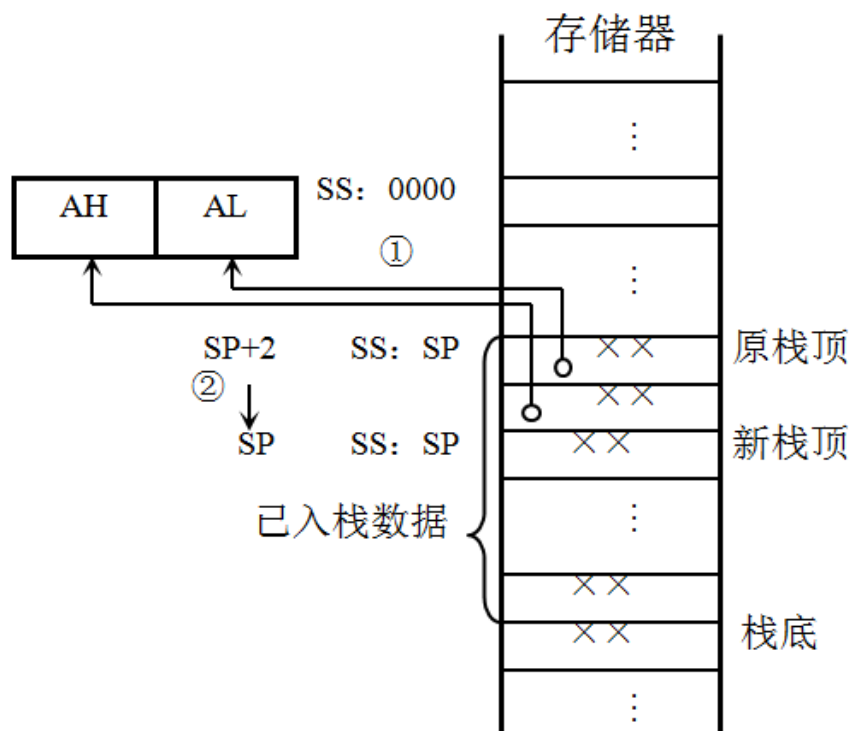 存储器
⋮
AH AL SS：0000
①
⋮
SP+2 SS：SP ×× 原栈顶
② ××
SP SS：SP ×× 新栈顶
已入栈数据 ⋮
××
×× 栈底
⋮